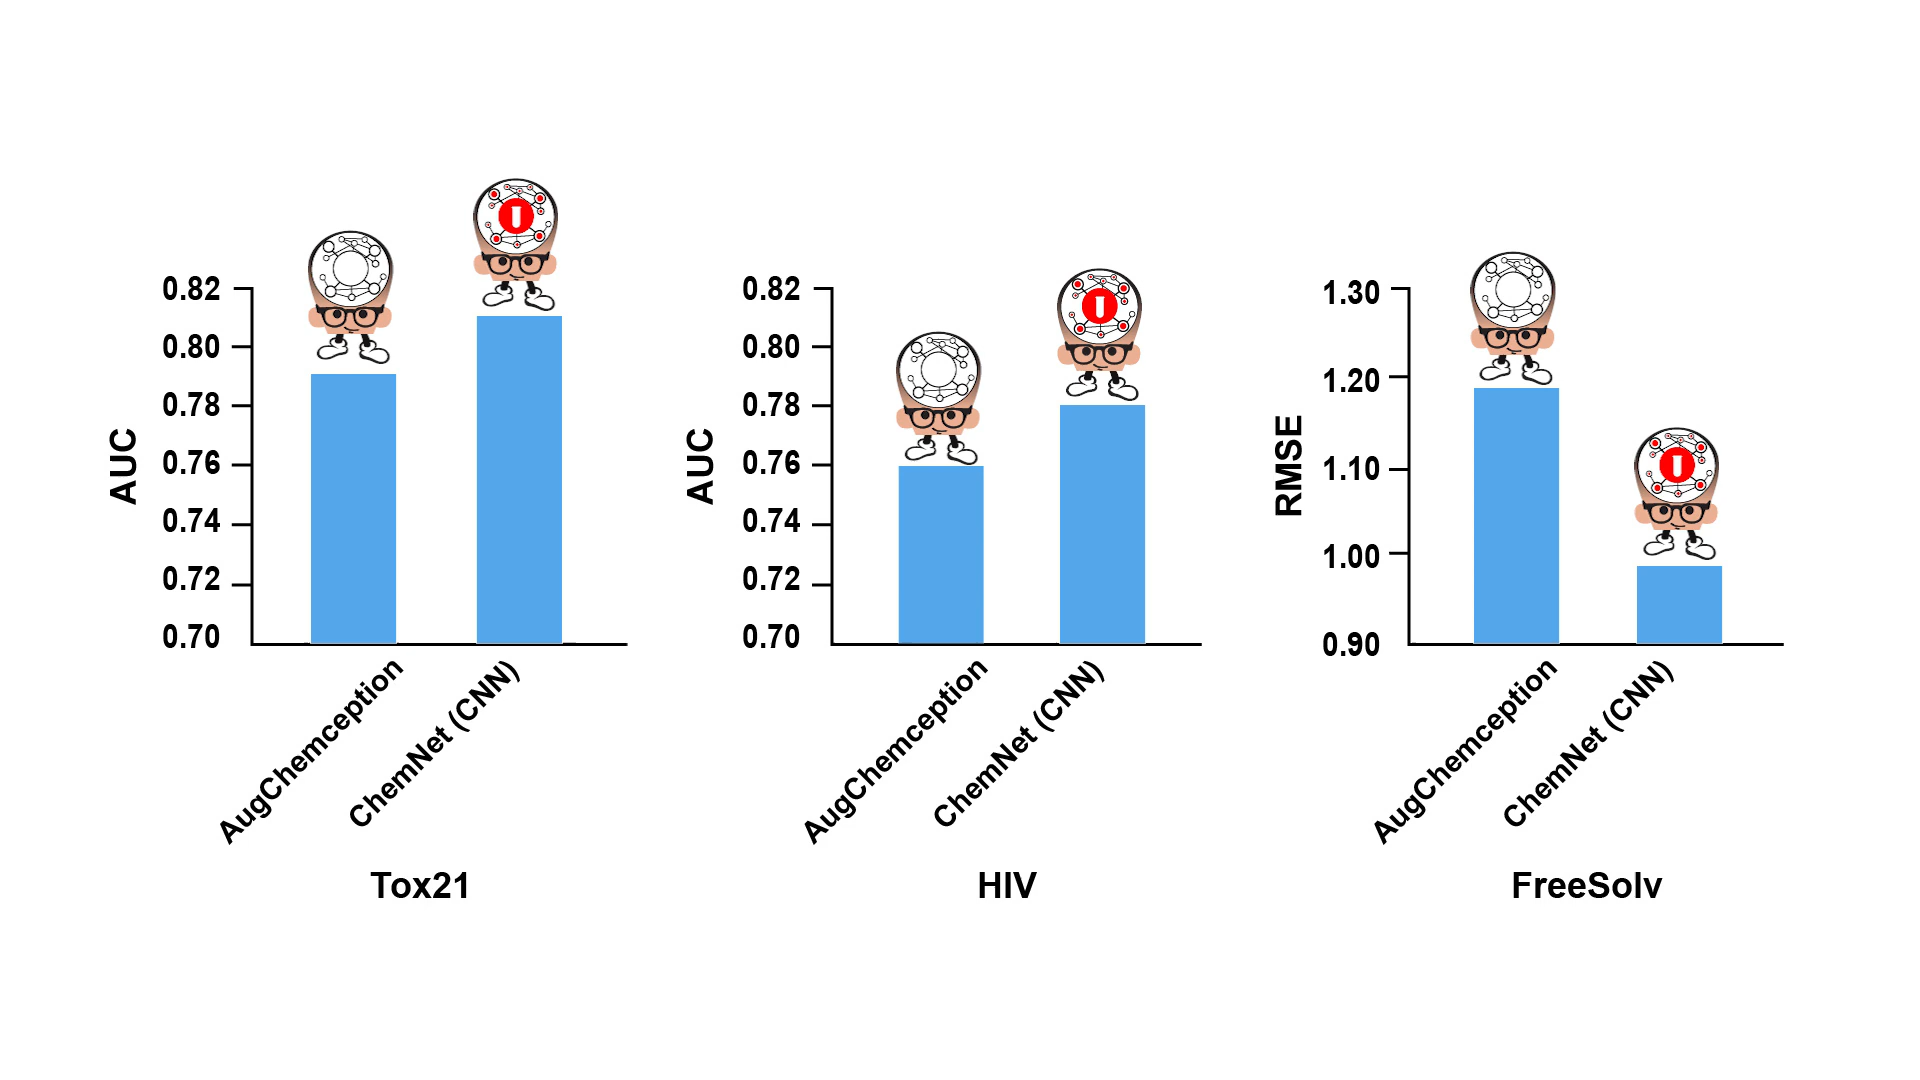 AUC
0.82
0.80
0.78
0.76
0.74
0.72
0.70
AugChemception
ChemNet (CNN)
Tox21
AUC
0.82
0.80
0.78
0.76
0.74
0.72
0.70
AugChemception
ChemNet (CNN)
HIV
RMSE
1.30
1.20
1.10
1.00
0.90
AugChemception
ChemNet (CNN)
FreeSolv